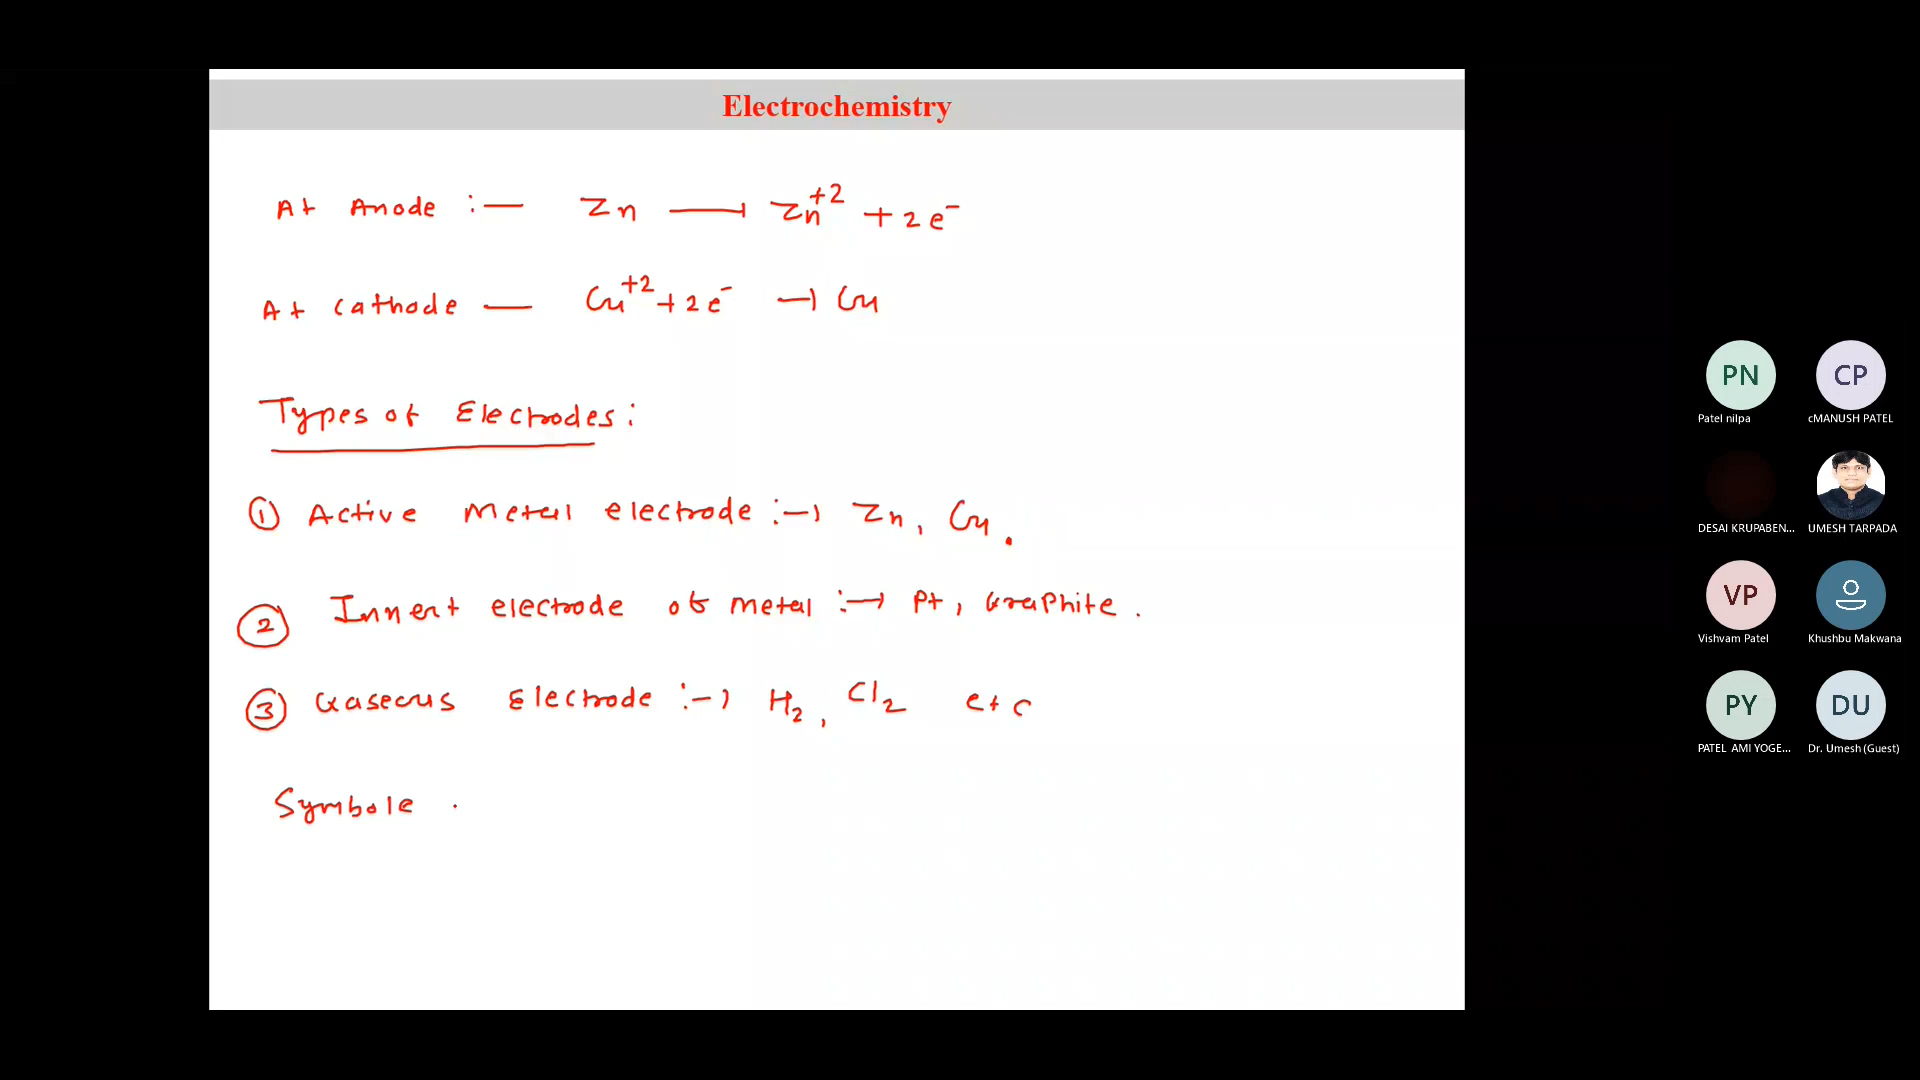 Electrochemistry
At Anode :— Zn ⟶ Zn⁺² + 2e⁻
At cathode — Cu⁺² + 2e⁻ → Cu
Types of Electrodes:
① Active Metal electrode :→ Zn, Cu.
② Innert electrode of metal :→ Pt, Graphite.
③ Gaseous Electrode :→ H₂, Cl₂ etc
Symbole .
PN
CP
Patel nilpa
cMANUSH PATEL
DESAI KRUPABEN...
UMESH TARPADA
VP
Vishvam Patel
Khushbu Makwana
PY
DU
PATEL AMI YOGE...
Dr. Umesh (Guest)